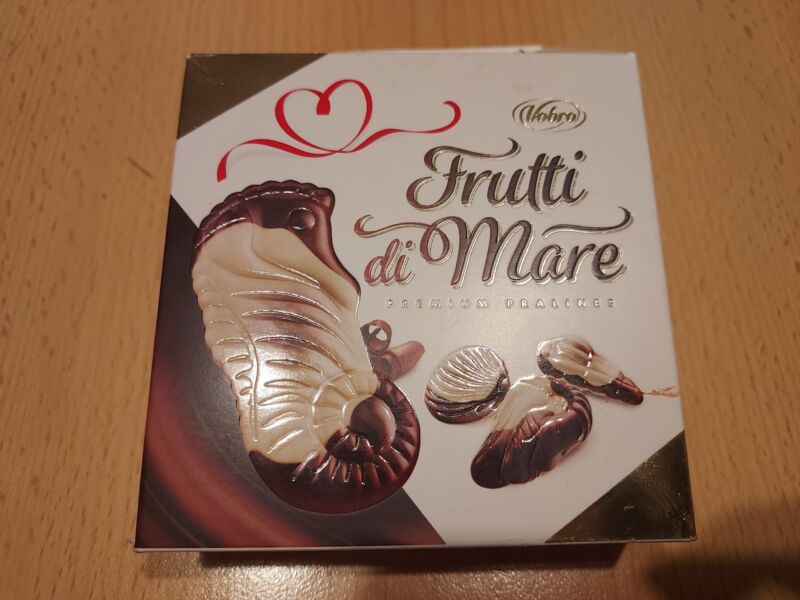 Vobro
Frutti
di Mare
PREMIUM PRALINES